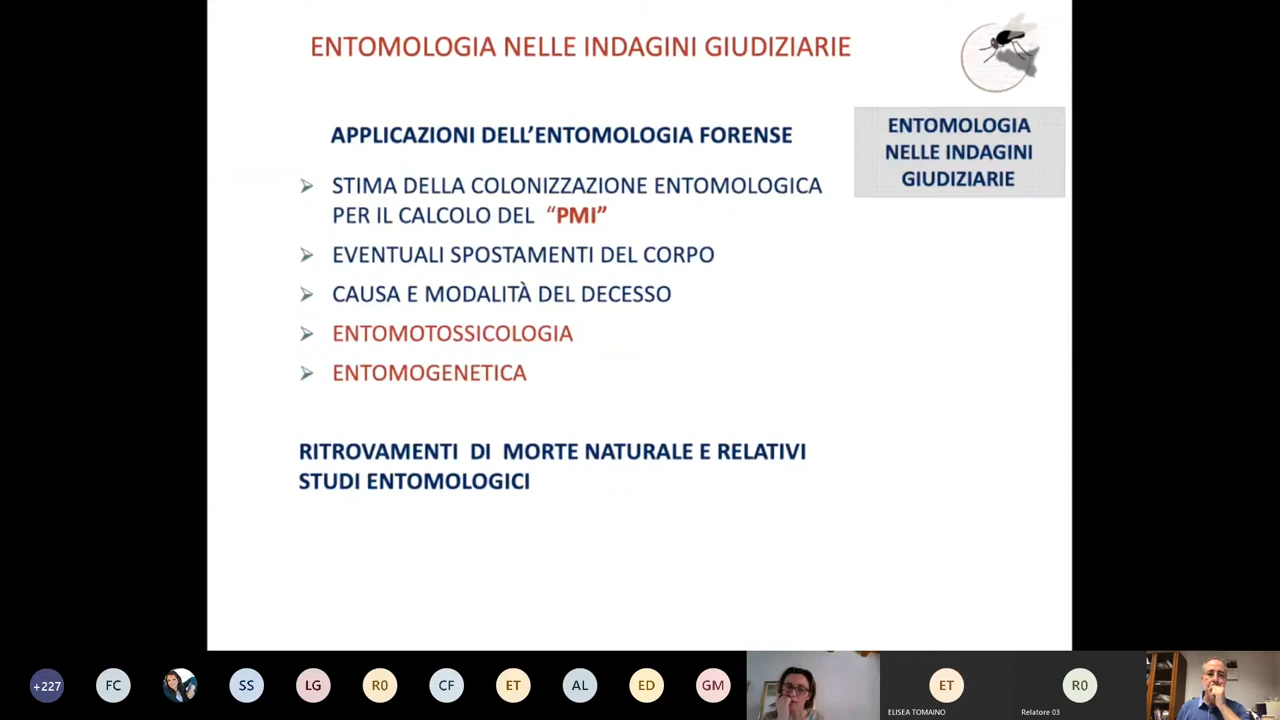 ENTOMOLOGIA NELLE INDAGINI GIUDIZIARIE
ENTOMOLOGIA
NELLE INDAGINI
GIUDIZIARIE
APPLICAZIONI DELL’ENTOMOLOGIA FORENSE
STIMA DELLA COLONIZZAZIONE ENTOMOLOGICA
PER IL CALCOLO DEL “PMI”
EVENTUALI SPOSTAMENTI DEL CORPO
CAUSA E MODALITÀ DEL DECESSO
ENTOMOTOSSICOLOGIA
ENTOMOGENETICA
RITROVAMENTI DI MORTE NATURALE E RELATIVI
STUDI ENTOMOLOGICI
+227 FC SS LG R0 CF ET AL ED GM ET R0
ELISEA TOMAINO Relatore 03